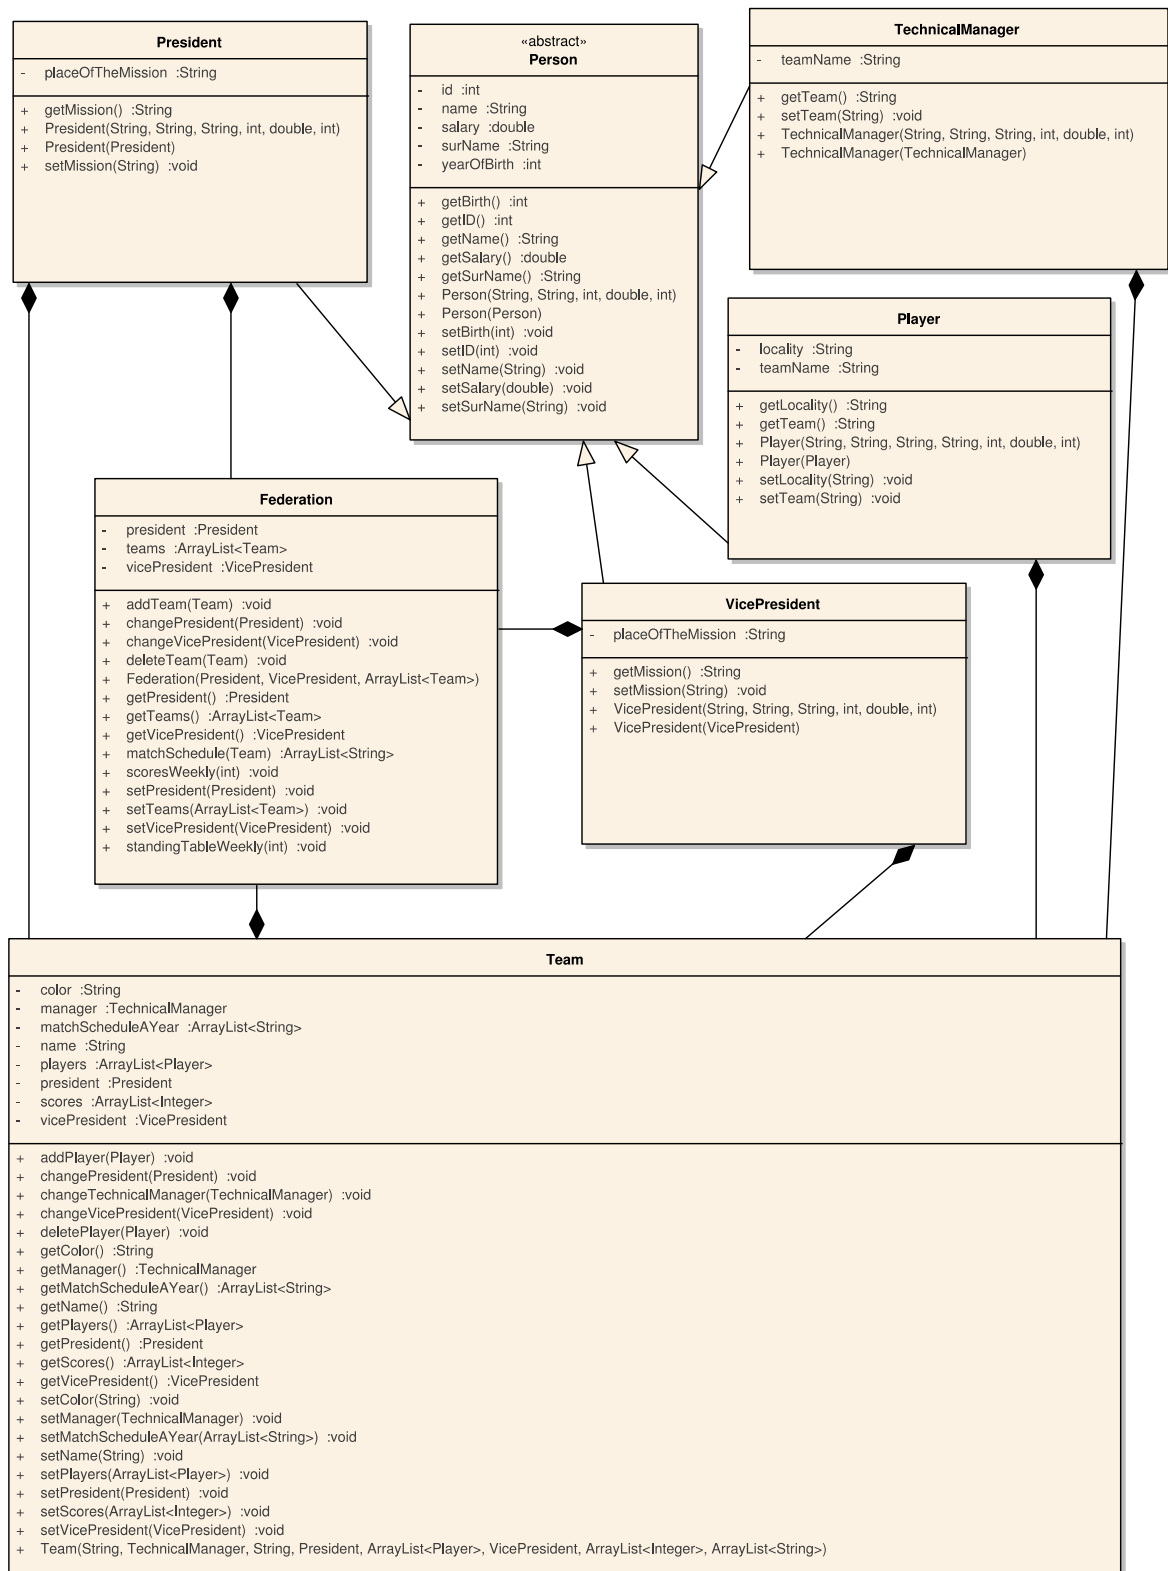 President
- placeOfTheMission :String
+ getMission() :String
+ President(String, String, String, int, double, int)
+ President(President)
+ setMission(String) :void
«abstract»
Person
- id :int
- name :String
- salary :double
- surName :String
- yearOfBirth :int
+ getBirth() :int
+ getID() :int
+ getName() :String
+ getSalary() :double
+ getSurName() :String
+ Person(String, String, int, double, int)
+ Person(Person)
+ setBirth(int) :void
+ setID(int) :void
+ setName(String) :void
+ setSalary(double) :void
+ setSurName(String) :void
TechnicalManager
- teamName :String
+ getTeam() :String
+ setTeam(String) :void
+ TechnicalManager(String, String, String, int, double, int)
+ TechnicalManager(TechnicalManager)
Player
- locality :String
- teamName :String
+ getLocality() :String
+ getTeam() :String
+ Player(String, String, String, String, int, double, int)
+ Player(Player)
+ setLocality(String) :void
+ setTeam(String) :void
Federation
- president :President
- teams :ArrayList<Team>
- vicePresident :VicePresident
+ addTeam(Team) :void
+ changePresident(President) :void
+ changeVicePresident(VicePresident) :void
+ deleteTeam(Team) :void
+ Federation(President, VicePresident, ArrayList<Team>)
+ getPresident() :President
+ getTeams() :ArrayList<Team>
+ getVicePresident() :VicePresident
+ matchSchedule(Team) :ArrayList<String>
+ scoresWeekly(int) :void
+ setPresident(President) :void
+ setTeams(ArrayList<Team>) :void
+ setVicePresident(VicePresident) :void
+ standingTableWeekly(int) :void
VicePresident
- placeOfTheMission :String
+ getMission() :String
+ setMission(String) :void
+ VicePresident(String, String, String, int, double, int)
+ VicePresident(VicePresident)
Team
- color :String
- manager :TechnicalManager
- matchScheduleAYear :ArrayList<String>
- name :String
- players :ArrayList<Player>
- president :President
- scores :ArrayList<Integer>
- vicePresident :VicePresident
+ addPlayer(Player) :void
+ changePresident(President) :void
+ changeTechnicalManager(TechnicalManager) :void
+ changeVicePresident(VicePresident) :void
+ deletePlayer(Player) :void
+ getColor() :String
+ getManager() :TechnicalManager
+ getMatchScheduleAYear() :ArrayList<String>
+ getName() :String
+ getPlayers() :ArrayList<Player>
+ getPresident() :President
+ getScores() :ArrayList<Integer>
+ getVicePresident() :VicePresident
+ setColor(String) :void
+ setManager(TechnicalManager) :void
+ setMatchScheduleAYear(ArrayList<String>) :void
+ setName(String) :void
+ setPlayers(ArrayList<Player>) :void
+ setPresident(President) :void
+ setScores(ArrayList<Integer>) :void
+ setVicePresident(VicePresident) :void
+ Team(String, TechnicalManager, String, President, ArrayList<Player>, VicePresident, ArrayList<Integer>, ArrayList<String>)